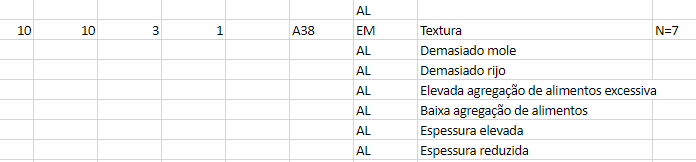 AL
10 10 3 1 A38 EM Textura N=7
AL Demasiado mole
AL Demasiado rijo
AL Elevada agregação de alimentos excessiva
AL Baixa agregação de alimentos
AL Espessura elevada
AL Espessura reduzida